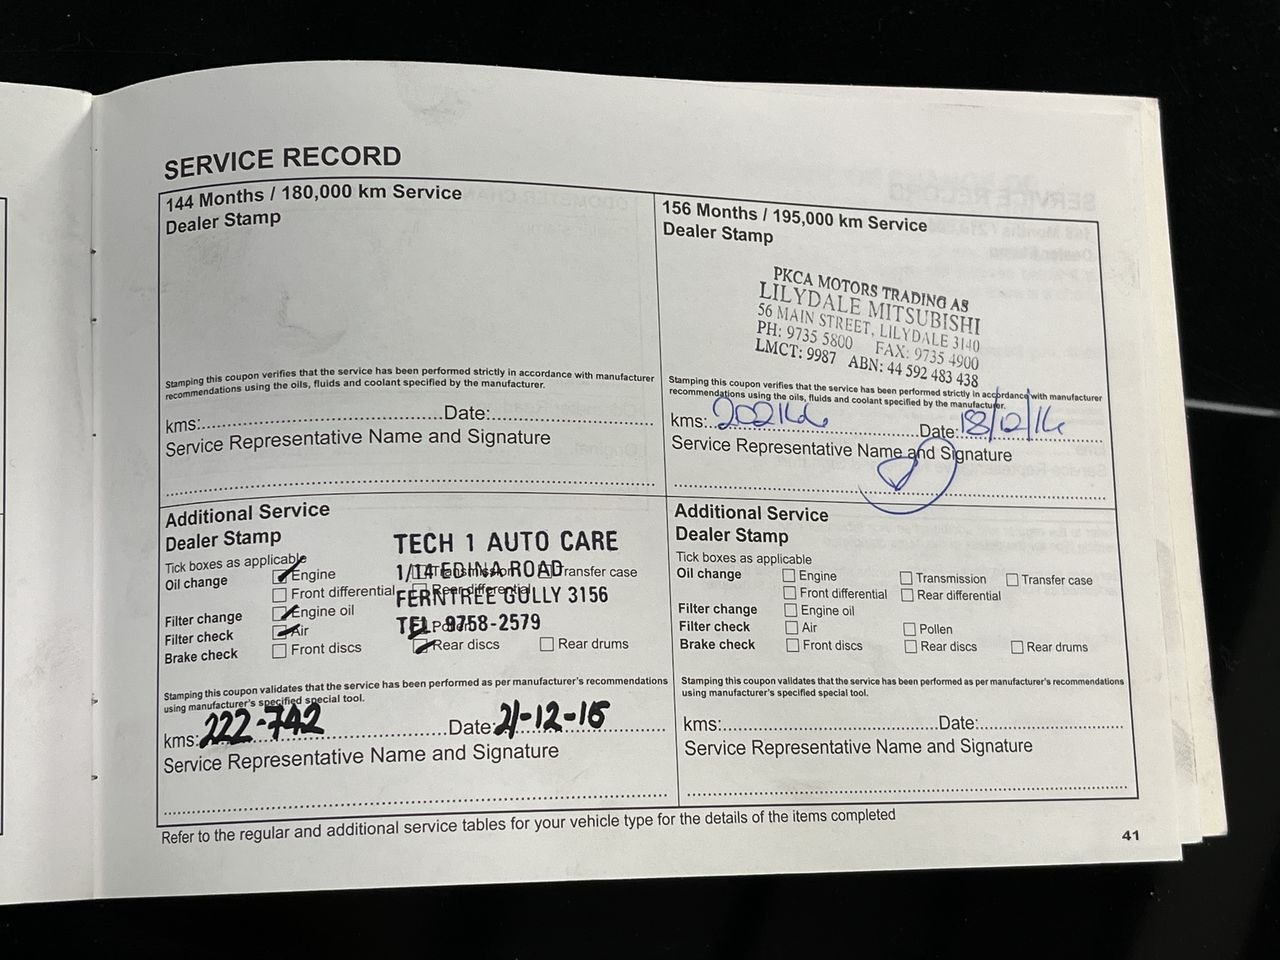 SERVICE RECORD
144 Months / 180,000 km Service
Dealer Stamp
Stamping this coupon verifies that the service has been performed strictly in accordance with manufacturer
recommendations using the oils, fluids and coolant specified by the manufacturer.
kms:..........Date:..........
Service Representative Name and Signature
156 Months / 195,000 km Service
Dealer Stamp
PKCA MOTORS TRADING AS
LILYDALE MITSUBISHI
56 MAIN STREET, LILYDALE 3140
PH: 9735 5800 FAX: 9735 4900
LMCT: 9987 ABN: 44 592 483 438
Stamping this coupon verifies that the service has been performed strictly in accordance with manufacturer
recommendations using the oils, fluids and coolant specified by the manufacturer.
kms: Date: 18/12/14
Service Representative Name and Signature
Additional Service
Dealer Stamp
TECH 1 AUTO CARE
1/14 EDINA ROAD
FERNTREE GULLY 3156
TEL 9758-2579
Tick boxes as applicable
Oil change Engine Transmission Transfer case
Front differential Rear differential
Filter change Engine oil
Filter check Air Pollen
Brake check Front discs Rear discs Rear drums
Stamping this coupon validates that the service has been performed as per manufacturer's recommendations
using manufacturer's specified special tool.
kms: 222-742 Date: 21-12-15
Service Representative Name and Signature
Additional Service
Dealer Stamp
Tick boxes as applicable
Oil change Engine Transmission Transfer case
Front differential Rear differential
Filter change Engine oil
Filter check Air Pollen
Brake check Front discs Rear discs Rear drums
Stamping this coupon validates that the service has been performed as per manufacturer's recommendations
using manufacturer's specified special tool.
kms:..........Date:..........
Service Representative Name and Signature
Refer to the regular and additional service tables for your vehicle type for the details of the items completed
41